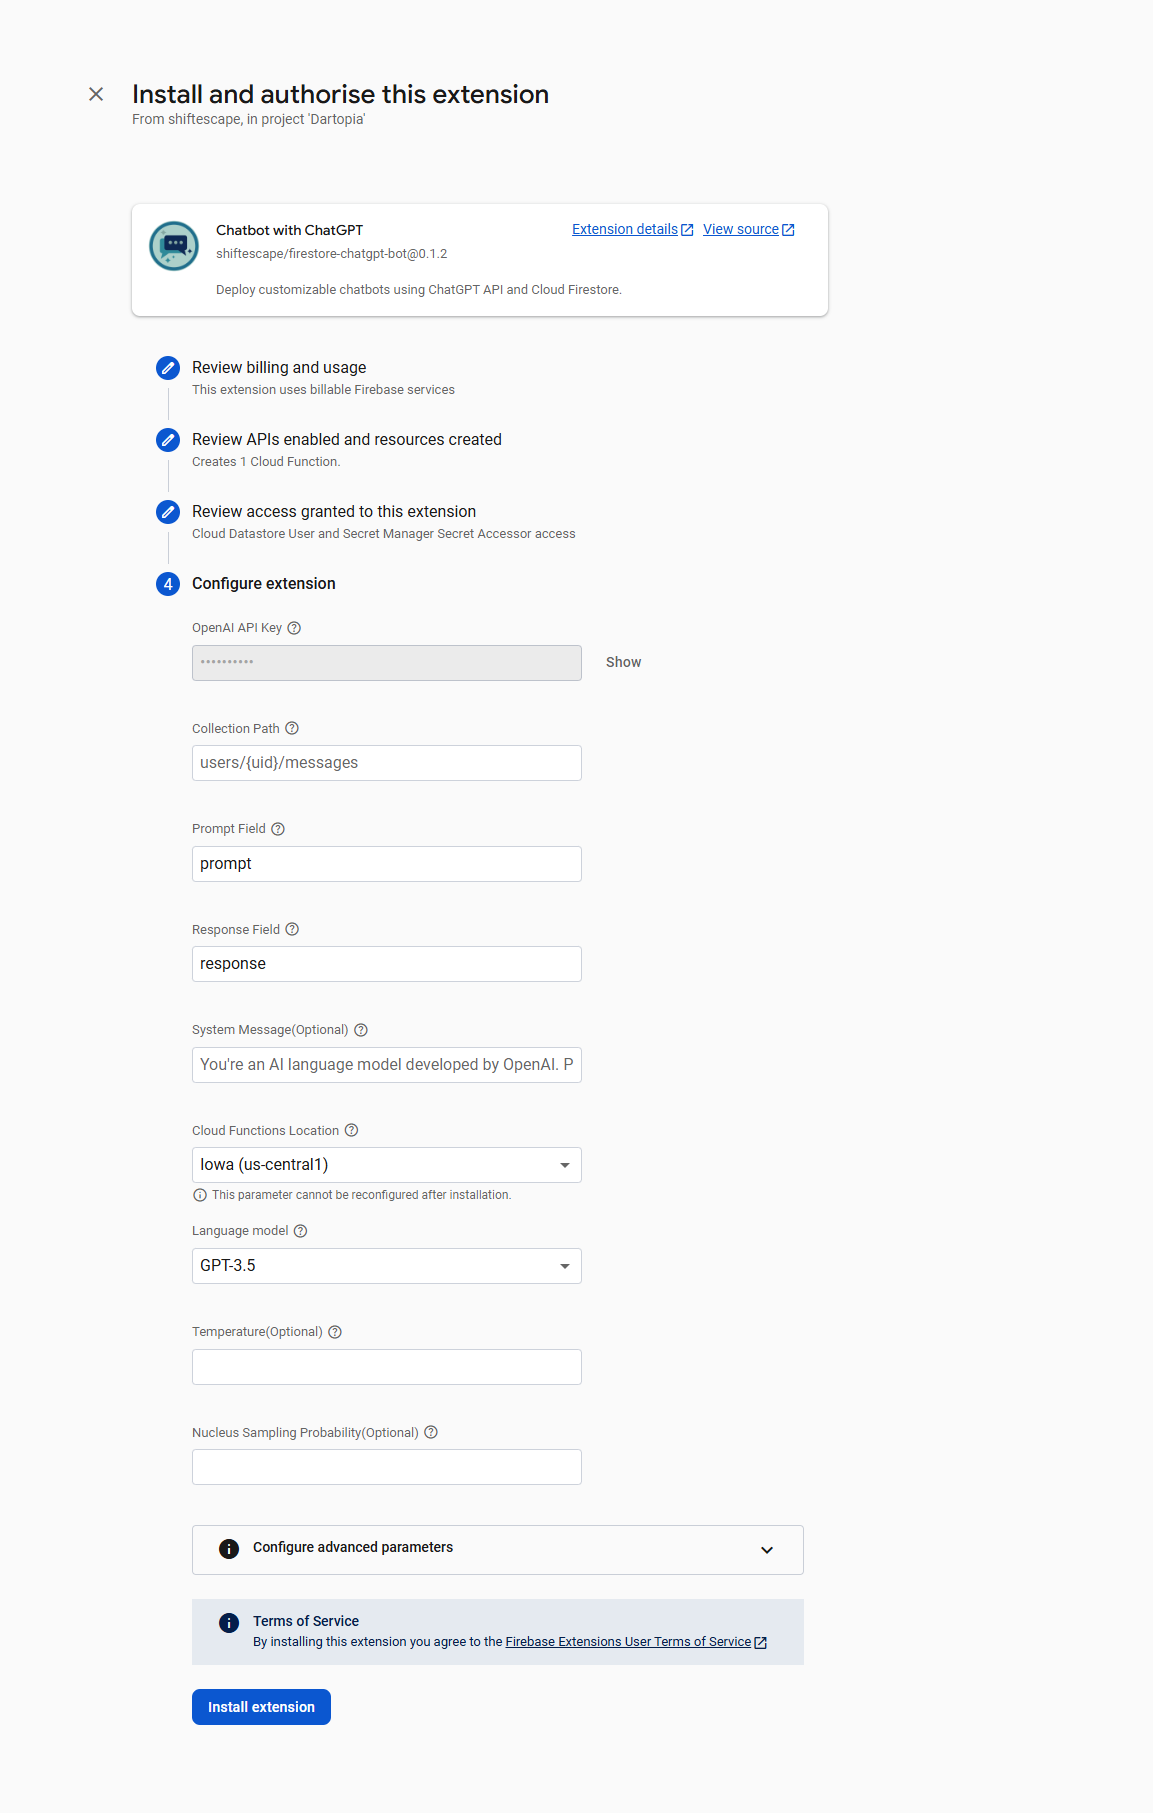 Install and authorise this extension
From shiftescape, in project 'Dartopia'
Chatbot with ChatGPT
Extension details
View source
shiftescape/firestore-chatgpt-bot@0.1.2
Deploy customizable chatbots using ChatGPT API and Cloud Firestore.
Review billing and usage
This extension uses billable Firebase services
Review APIs enabled and resources created
Creates 1 Cloud Function.
Review access granted to this extension
Cloud Datastore User and Secret Manager Secret Accessor access
4 Configure extension
OpenAI API Key
••••••••••
Show
Collection Path
users/{uid}/messages
Prompt Field
prompt
Response Field
response
System Message(Optional)
You're an AI language model developed by OpenAI. P
Cloud Functions Location
Iowa (us-central1)
This parameter cannot be reconfigured after installation.
Language model
GPT-3.5
Temperature(Optional)
Nucleus Sampling Probability(Optional)
Configure advanced parameters
Terms of Service
By installing this extension you agree to the Firebase Extensions User Terms of Service
Install extension